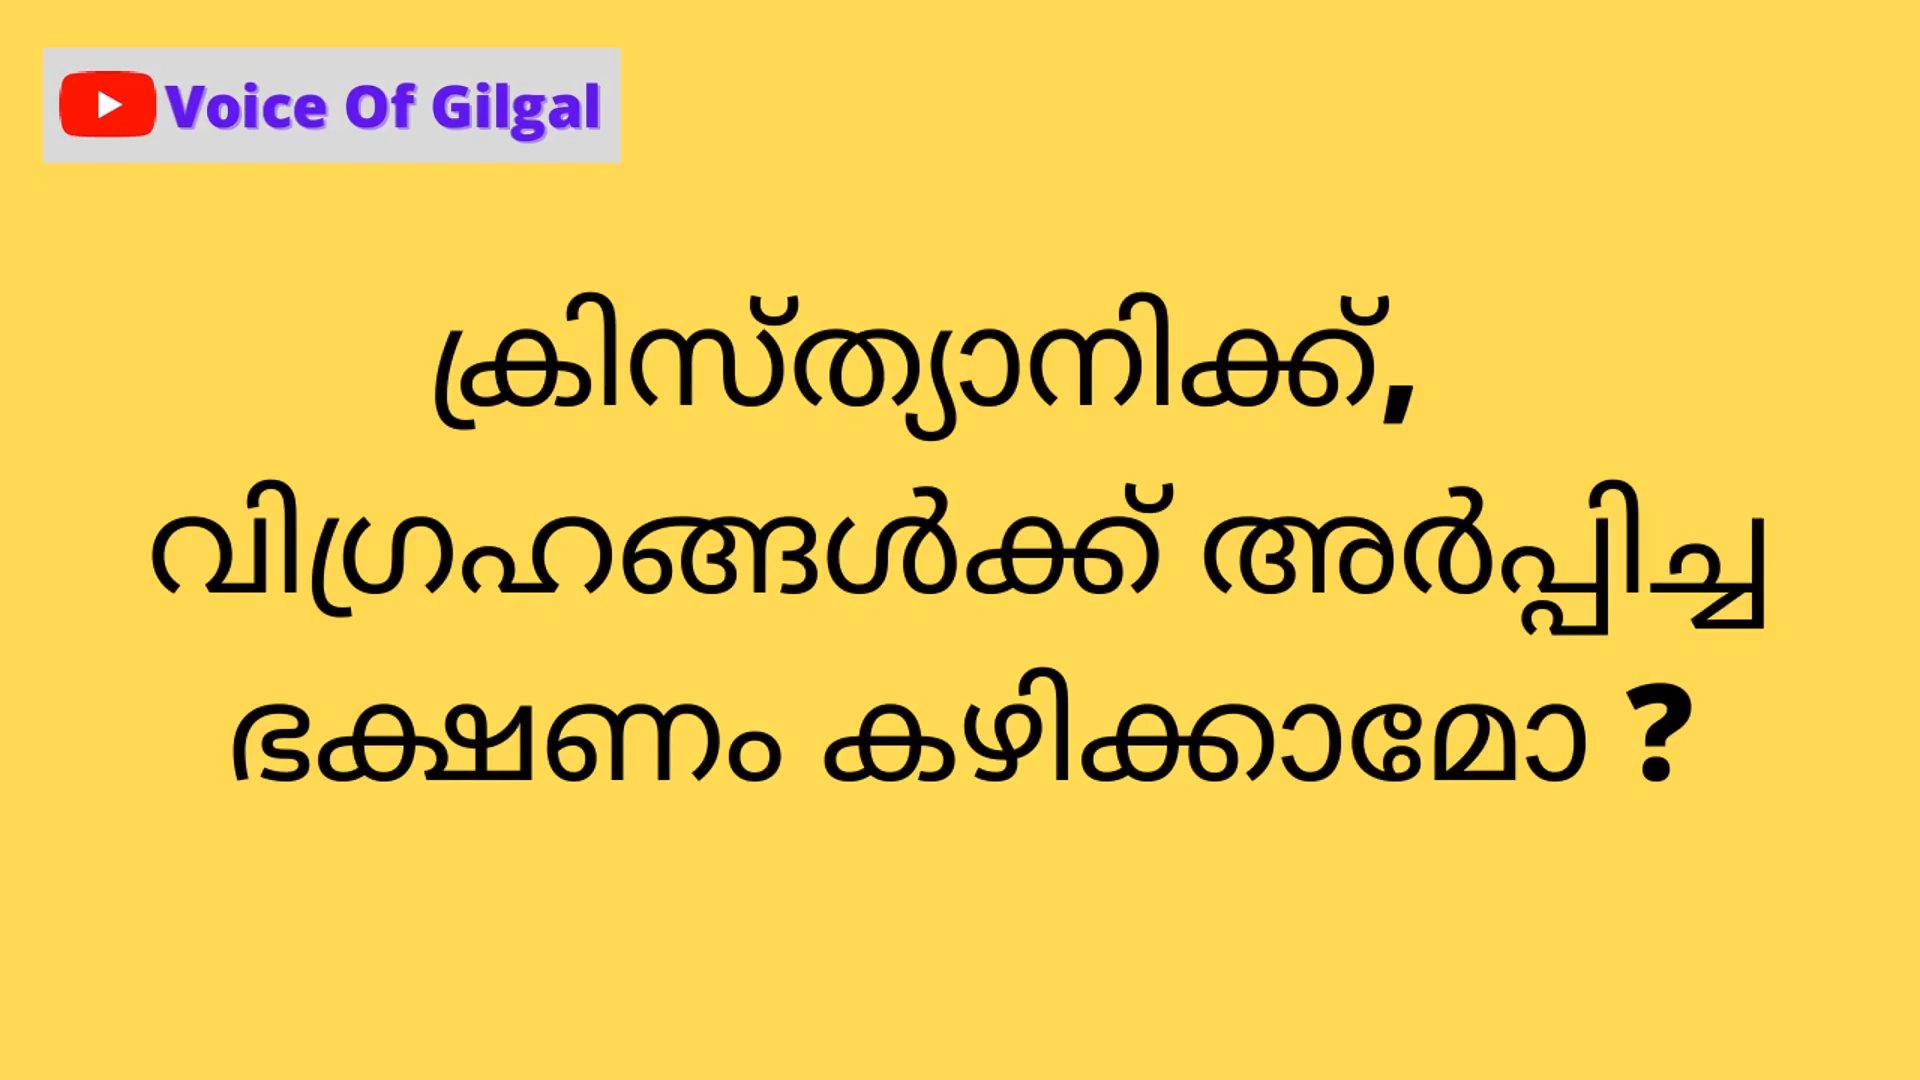 Voice Of Gilgal
ക്രിസ്ത്യാനിക്ക്,
വിഗ്രഹങ്ങൾക്ക് അർപ്പിച്ച
ഭക്ഷണം കഴിക്കാമോ ?